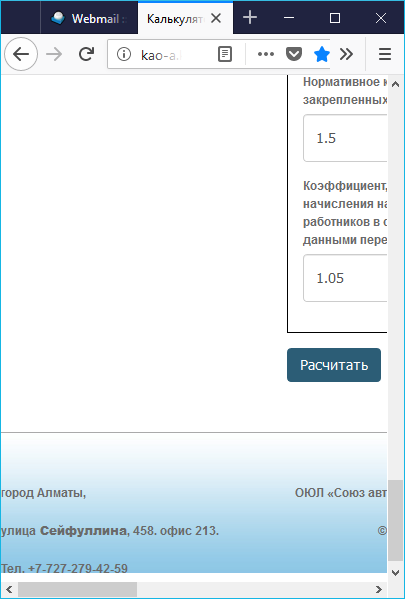 Webmail :
Калькулят
kao-a.
Нормативное к
закрепленных
1.5
Коэффициент,
начисления на
работников в с
данными пере
1.05
Расчитать
город Алматы,
ОЮЛ «Союз авт
улица Сейфуллина, 458. офис 213.
©
Тел. +7-727-279-42-59